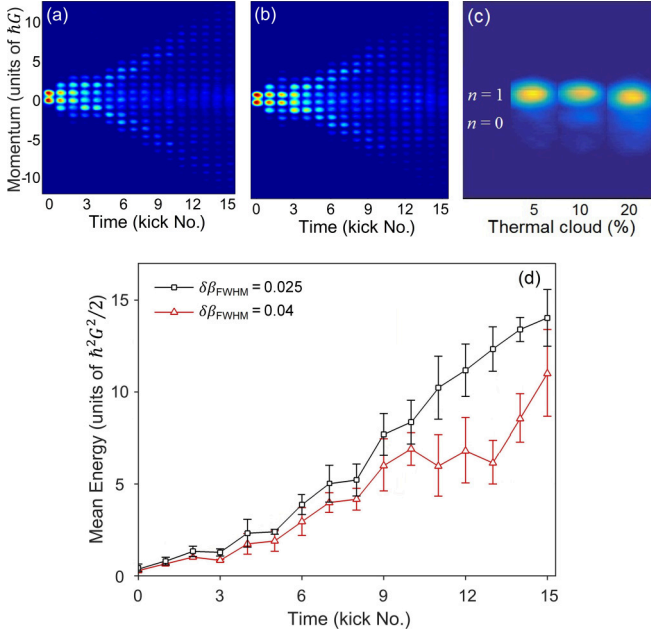 (a)
(b)
(c)
Momentum (units of ℏG)
10
5
0
-5
-10
n = 1
n = 0
0 3 6 9 12 15
Time (kick No.)
0 3 6 9 12 15
Time (kick No.)
5 10 20
Thermal cloud (%)
(d)
δβFWHM = 0.025
δβFWHM = 0.04
Mean Energy (units of ℏ²G²/2)
15
10
5
0
0 3 6 9 12 15
Time (kick No.)